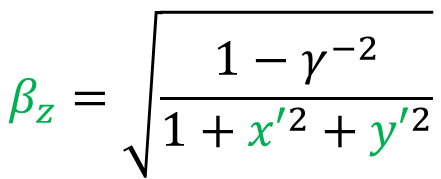 β_z = √((1 − γ⁻²)/(1 + x′² + y′²))